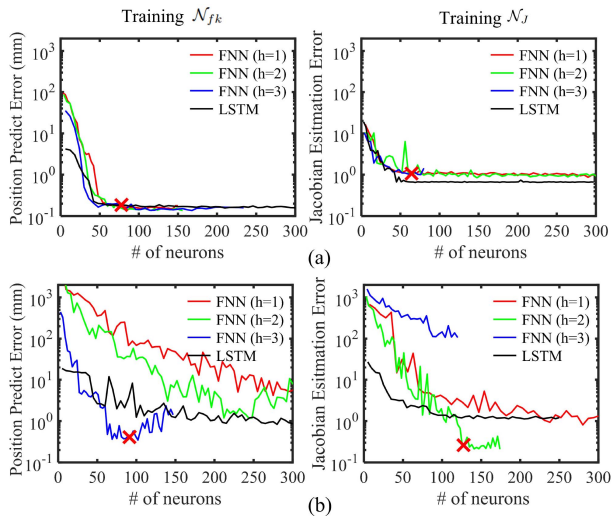 Training 𝒩fk
Position Predict Error (mm)
10³
10²
10¹
10⁰
10⁻¹
FNN (h=1)
FNN (h=2)
FNN (h=3)
LSTM
0 50 100 150 200 250 300
# of neurons
Training 𝒩J
Jacobian Esitmation Error
10³
10²
10¹
10⁰
10⁻¹
FNN (h=1)
FNN (h=2)
FNN (h=3)
LSTM
0 50 100 150 200 250 300
# of neurons
(a)
Position Predict Error (mm)
10³
10²
10¹
10⁰
10⁻¹
FNN (h=1)
FNN (h=2)
FNN (h=3)
LSTM
0 50 100 150 200 250 300
# of neurons
Jacobian Esitmation Error
10³
10²
10¹
10⁰
10⁻¹
FNN (h=1)
FNN (h=2)
FNN (h=3)
LSTM
0 50 100 150 200 250 300
# of neurons
(b)